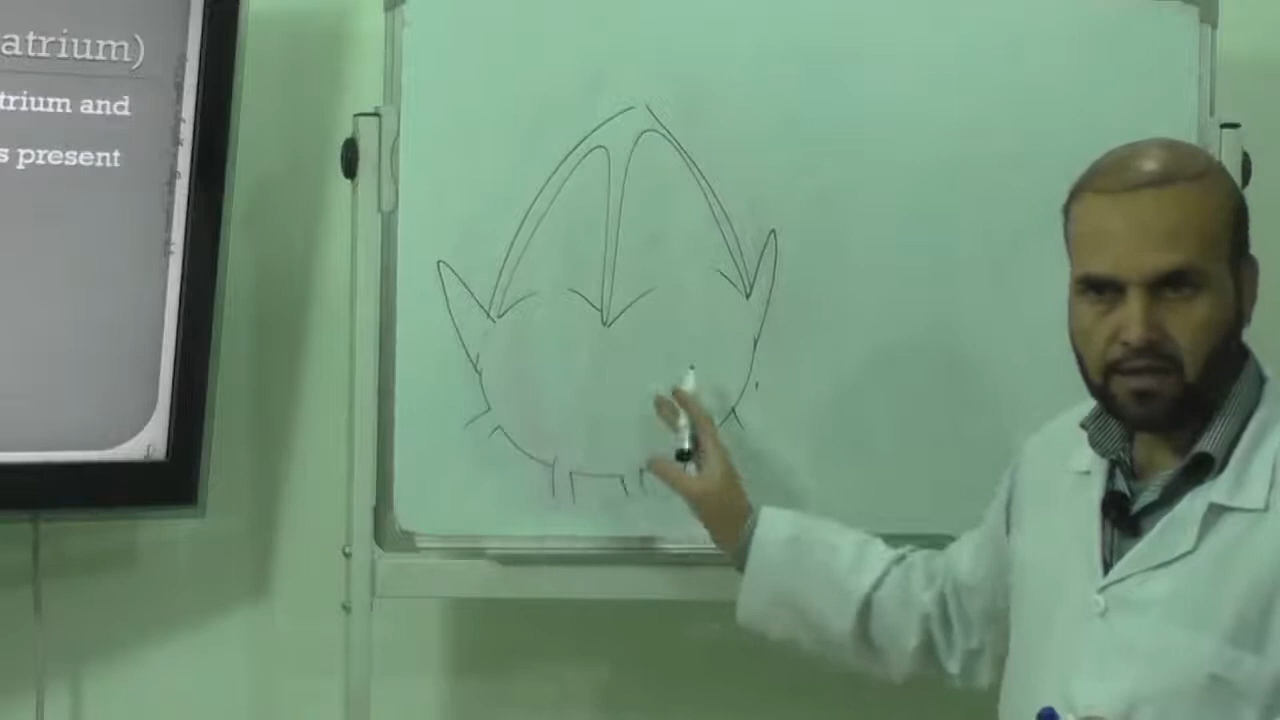 atrium)
trium and
s present